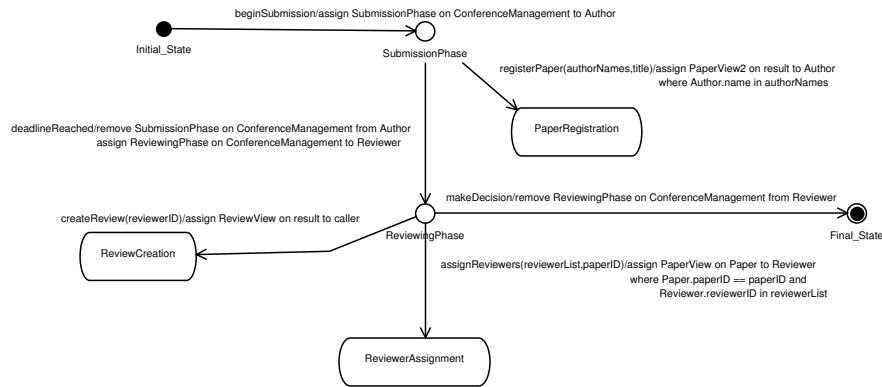 beginSubmission/assign SubmissionPhase on ConferenceManagement to Author
Initial_State
SubmissionPhase
registerPaper(authorNames,title)/assign PaperView2 on result to Author
where Author.name in authorNames
PaperRegistration
deadlineReached/remove SubmissionPhase on ConferenceManagement from Author
assign ReviewingPhase on ConferenceManagement to Reviewer
makeDecision/remove ReviewingPhase on ConferenceManagement from Reviewer
createReview(reviewerID)/assign ReviewView on result to caller
ReviewingPhase
Final_State
ReviewCreation
assignReviewers(reviewerList,paperID)/assign PaperView on Paper to Reviewer
where Paper.paperID == paperID and
Reviewer.reviewerID in reviewerList
ReviewerAssignment